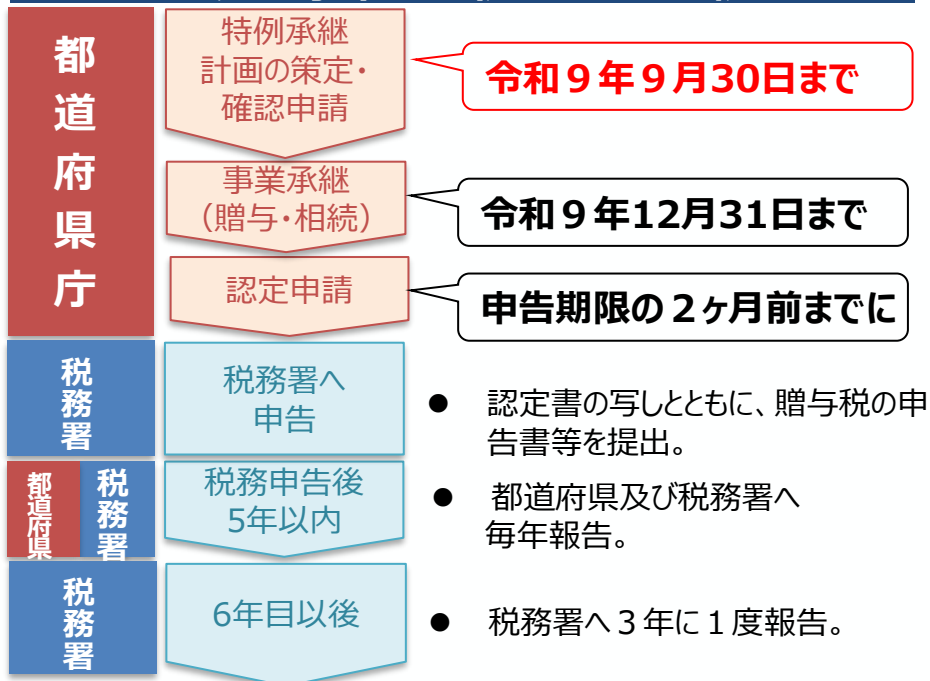 都道府県庁
特例承継
計画の策定・
確認申請
令和９年９月30日まで
事業承継
（贈与・相続）
令和９年12月31日まで
認定申請
申告期限の２ヶ月前までに
税務署
税務署へ
申告
● 認定書の写しとともに、贈与税の申
告書等を提出。
都道府県
税務署
税務申告後
5年以内
● 都道府県及び税務署へ
毎年報告。
税務署
6年目以後
● 税務署へ３年に１度報告。